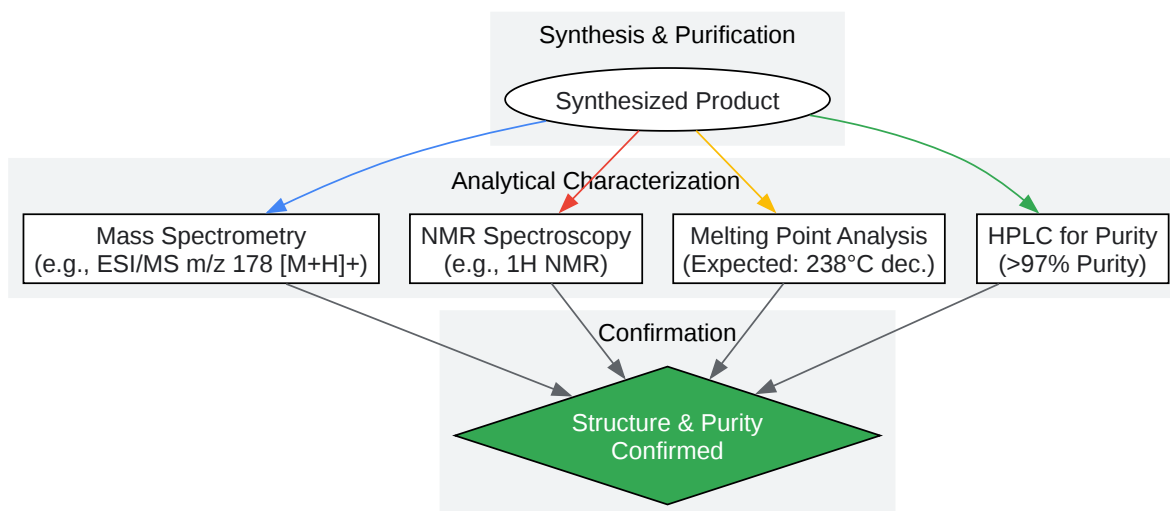 Synthesis & Purification
Synthesized Product
Analytical Characterization
Mass Spectrometry
(e.g., ESI/MS m/z 178 [M+H]+)
NMR Spectroscopy
(e.g., 1H NMR)
Melting Point Analysis
(Expected: 238°C dec.)
HPLC for Purity
(>97% Purity)
Confirmation
Structure & Purity
Confirmed